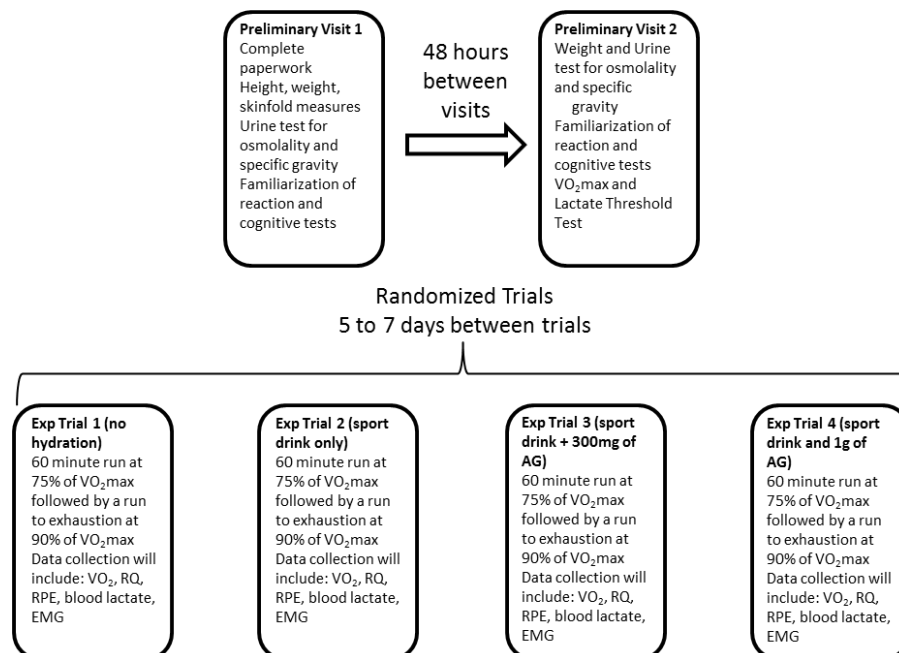 Preliminary Visit 1
Complete
paperwork
Height, weight,
skinfold measures
Urine test for
osmolality and
specific gravity
Familiarization of
reaction and
cognitive tests
48 hours
between
visits
Preliminary Visit 2
Weight and Urine
test for osmolality
and specific
gravity
Familiarization of
reaction and
cognitive tests
VO₂max and
Lactate Threshold
Test
Randomized Trials
5 to 7 days between trials
Exp Trial 1 (no
hydration)
60 minute run at
75% of VO₂max
followed by a run
to exhaustion at
90% of VO₂max
Data collection will
include: VO₂, RQ,
RPE, blood lactate,
EMG
Exp Trial 2 (sport
drink only)
60 minute run at
75% of VO₂max
followed by a run
to exhaustion at
90% of VO₂max
Data collection will
include: VO₂, RQ,
RPE, blood lactate,
EMG
Exp Trial 3 (sport
drink + 300mg of
AG)
60 minute run at
75% of VO₂max
followed by a run
to exhaustion at
90% of VO₂max
Data collection will
include: VO₂, RQ,
RPE, blood lactate,
EMG
Exp Trial 4 (sport
drink and 1g of
AG)
60 minute run at
75% of VO₂max
followed by a run
to exhaustion at
90% of VO₂max
Data collection will
include: VO₂, RQ,
RPE, blood lactate,
EMG